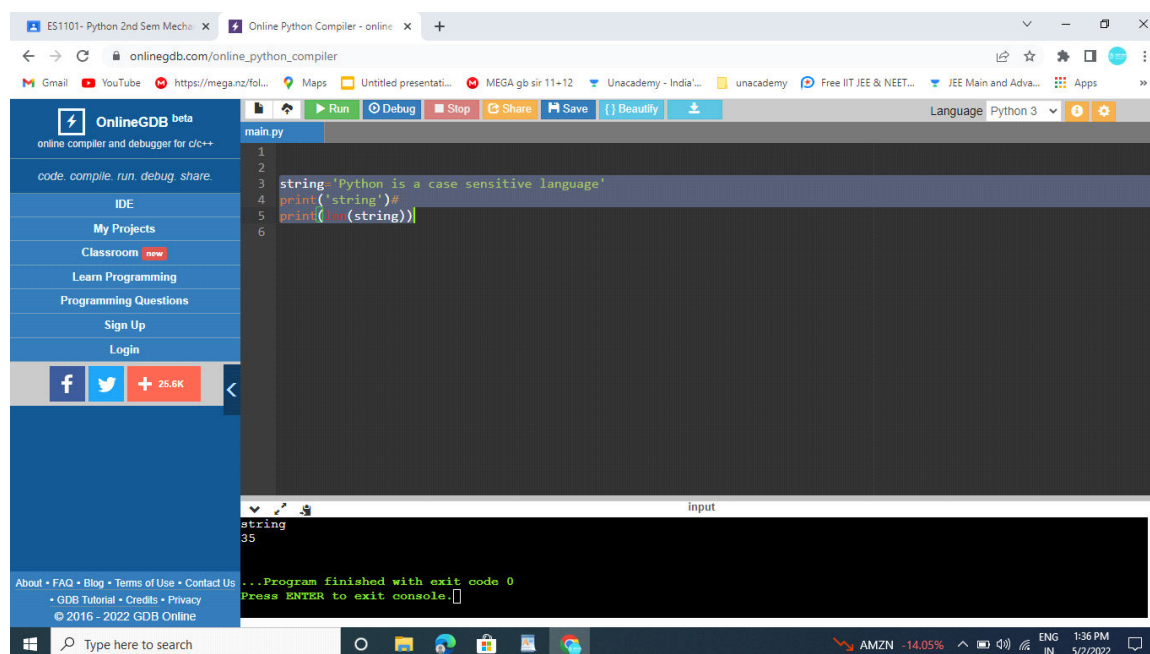 ES1101- Python 2nd Sem Mecha
Online Python Compiler - online
onlinegdb.com/online_python_compiler
Gmail YouTube https://mega.nz/fol... Maps Untitled presentati... MEGA gb sir 11+12 Unacademy - India'... unacademy Free IIT JEE & NEET... JEE Main and Adva... Apps »
OnlineGDB beta
online compiler and debugger for c/c++
code. compile. run. debug. share.
IDE
My Projects
Classroom new
Learn Programming
Programming Questions
Sign Up
Login
f + 25.6K
About • FAQ • Blog • Terms of Use • Contact Us
• GDB Tutorial • Credits • Privacy
© 2016 - 2022 GDB Online
Run Debug Stop Share Save {} Beautify
Language Python 3
main.py
1
2
3 string='Python is a case sensitive language'
4 print('string')#
5 print(len(string))
6
input
string
35
...Program finished with exit code 0
Press ENTER to exit console.
Type here to search
AMZN -14.05%
ENG
IN
1:36 PM
5/2/2022